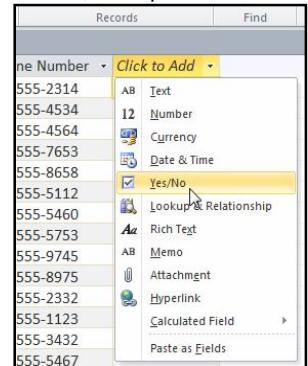 Records Find
ne Number Click to Add
555-2314
555-4534
555-4564
555-7653
555-8658
555-5112
555-5460
555-5753
555-9745
555-8975
555-2332
555-1123
555-3432
555-5467
AB Text
12 Number
Currency
Date & Time
Yes/No
Lookup & Relationship
Aa Rich Text
AB Memo
Attachment
Hyperlink
Calculated Field
Paste as Fields